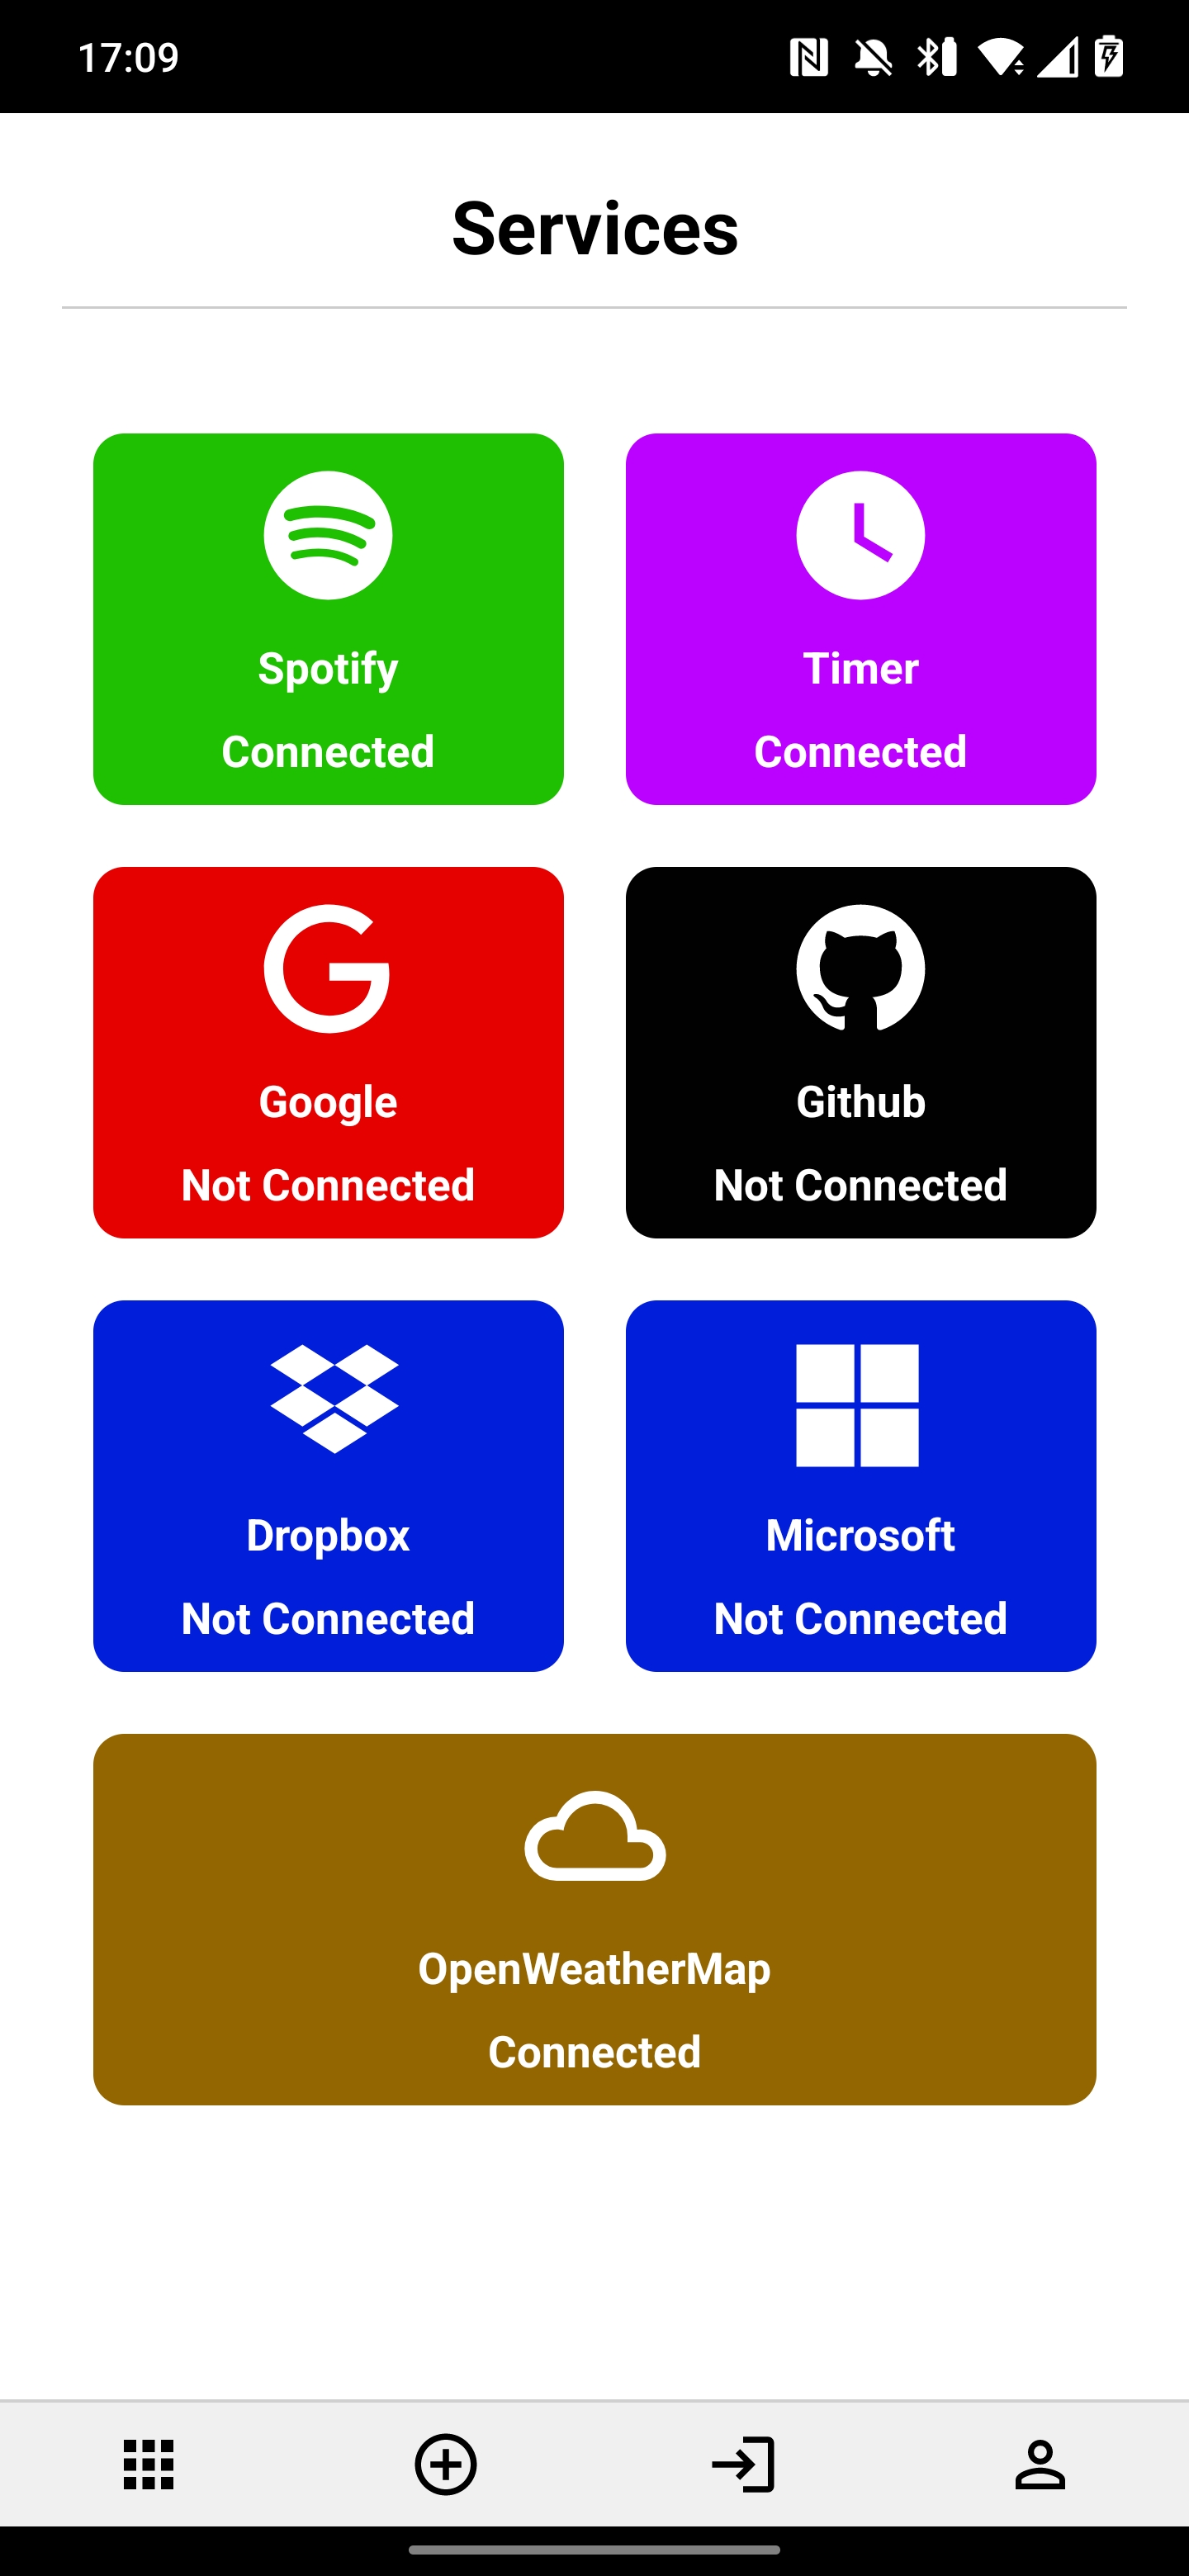 17:09
Services
Spotify
Connected
Timer
Connected
Google
Not Connected
Github
Not Connected
Dropbox
Not Connected
Microsoft
Not Connected
OpenWeatherMap
Connected